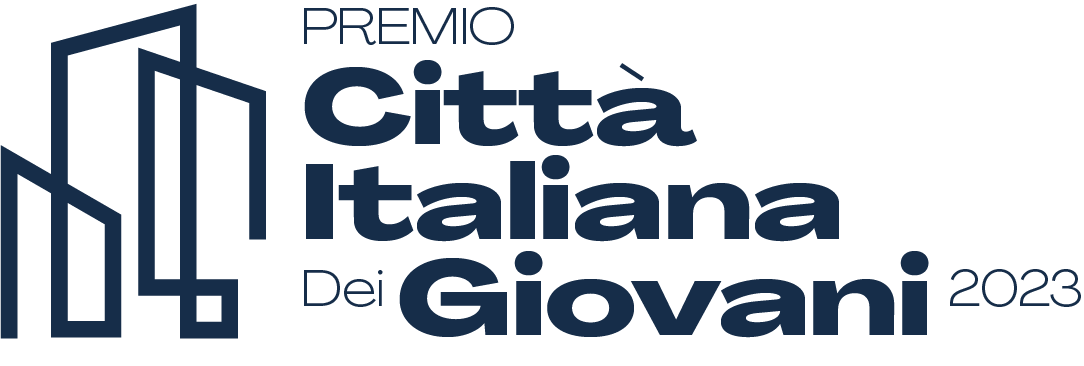 PREMIO
Città
Italiana
Dei Giovani 2023